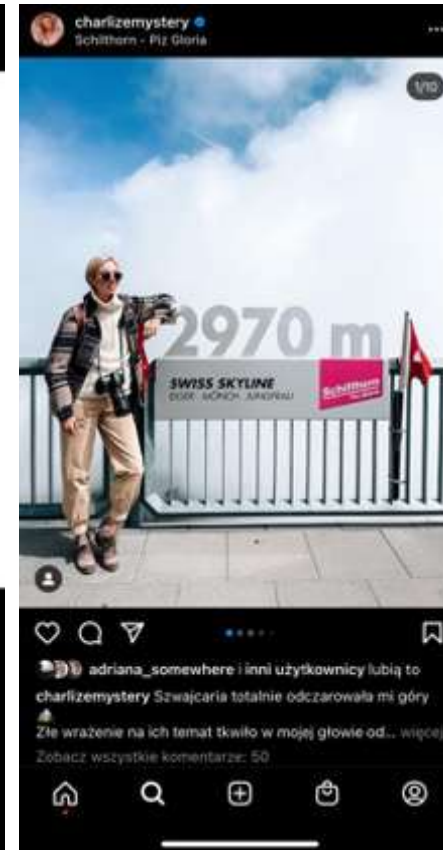 charlizemystery
Schilthorn - Piz Gloria
1/10
2970 m
SWISS SKYLINE
EIGER MÖNCH JUNGFRAU
Schilthorn
adriana_somewhere i inni użytkownicy lubią to
charlizemystery Szwajcaria totalnie odczarowała mi góry
Złe wrażenie na ich temat tkwiło w mojej głowie od... więcej
Zobacz wszystkie komentarze: 50